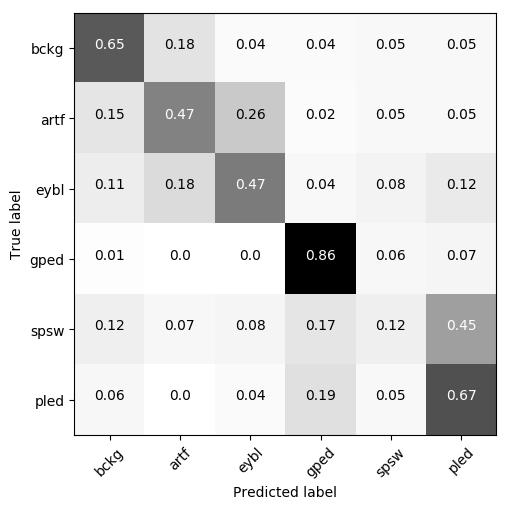 True label
bckg 0.65 0.18 0.04 0.04 0.05 0.05
artf 0.15 0.47 0.26 0.02 0.05 0.05
eybl 0.11 0.18 0.47 0.04 0.08 0.12
gped 0.01 0.0 0.0 0.86 0.06 0.07
spsw 0.12 0.07 0.08 0.17 0.12 0.45
pled 0.06 0.0 0.04 0.19 0.05 0.67
bckg artf eybl gped spsw pled
Predicted label